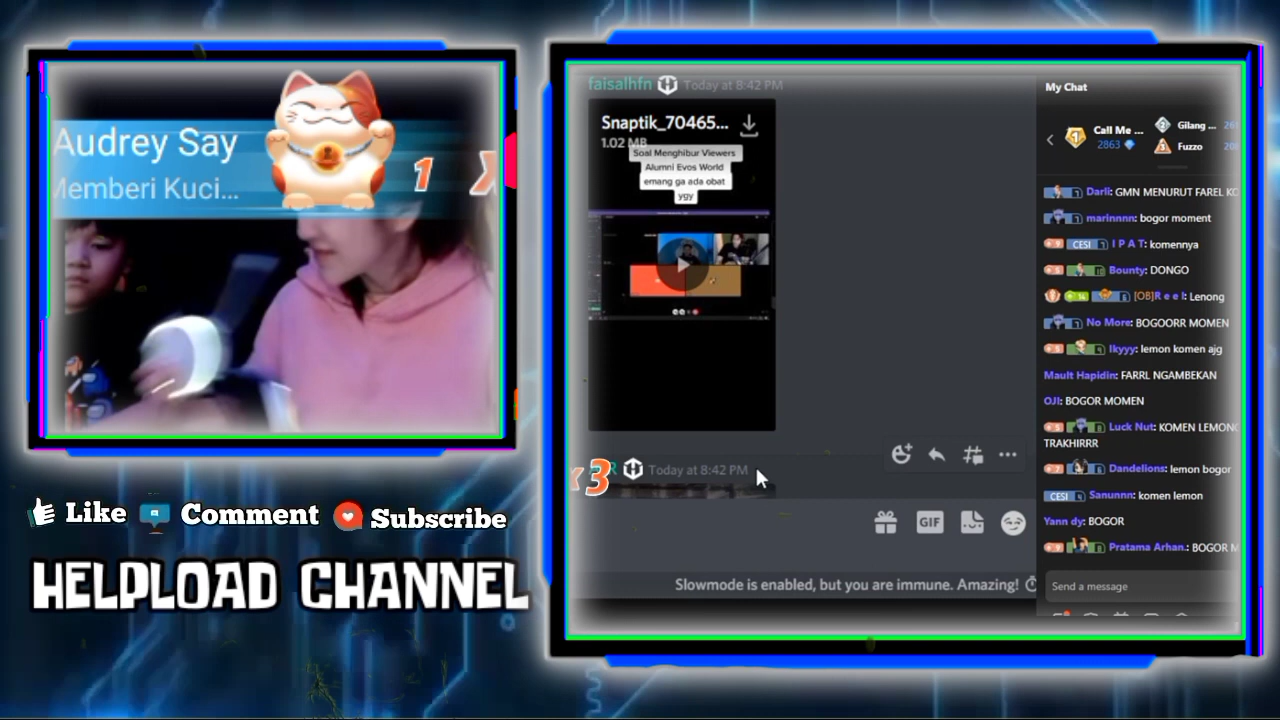 Audrey Say
Memberi Kuci...
1
x
Like
Comment
Subscribe
HELPLOAD CHANNEL
faisalhfn
Today at 8:42 PM
Snaptik_70465...
1.02 MB
Soal Menghibur Viewers
Alumni Evos World
emang ga ada obat
ygy
x3
R
Today at 8:42 PM
GIF
Slowmode is enabled, but you are immune. Amazing!
My Chat
1
Call Me ...
2863
2
Gilang ...
3
Fuzzo
Darli: GMN MENURUT FAREL KO
marinnnn: bogor moment
CESI I P A T: komennya
Bounty: DONGO
[OB]R e e l: Lenong
No More: BOGOORR MOMEN
Ikyyy: lemon komen ajg
Mault Hapidin: FARRL NGAMBEKAN
OJI: BOGOR MOMEN
Luck Nut: KOMEN LEMONG
TRAKHIRRR
Dandelions: lemon bogor
CESI Sanunnn: komen lemon
Yann dy: BOGOR
Pratama Arhan.: BOGOR M
Send a message